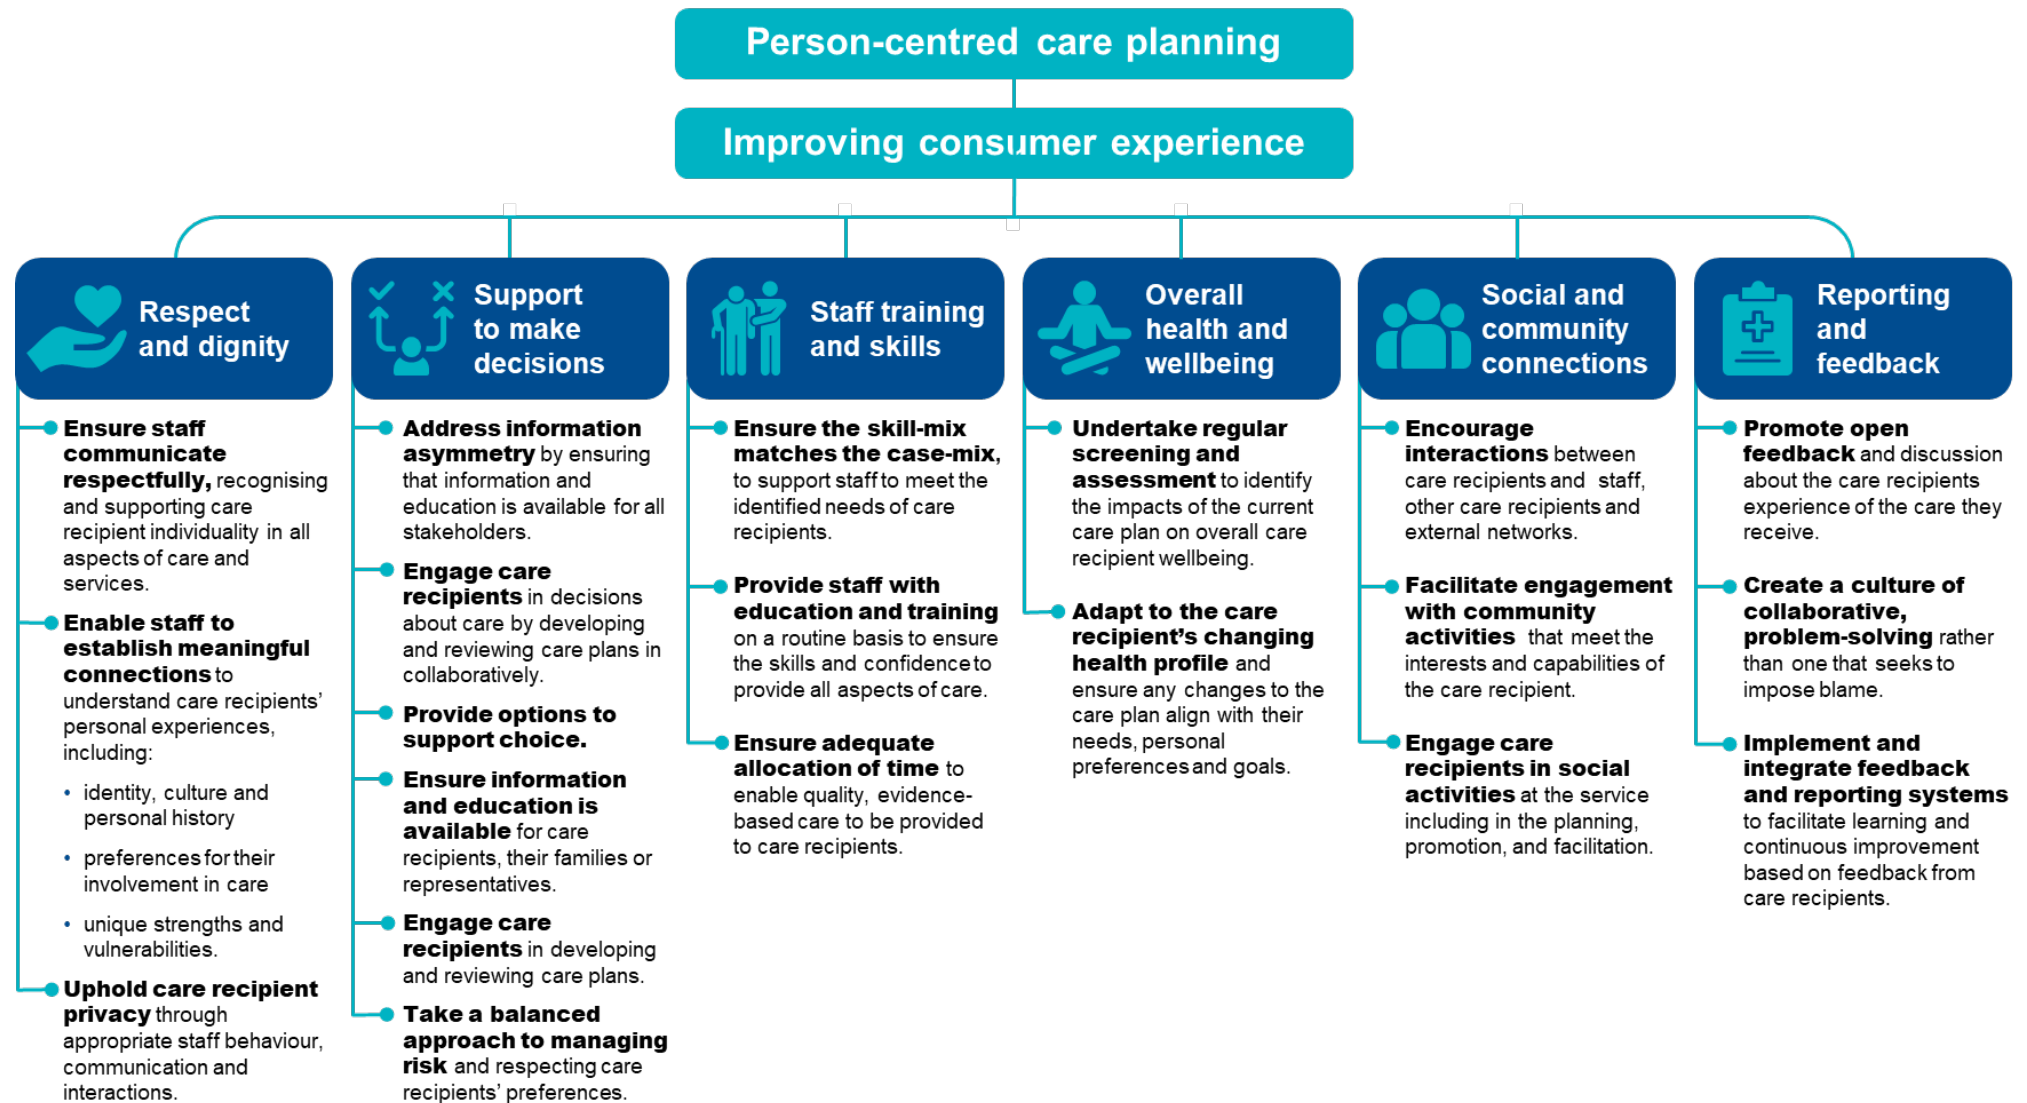 Person-centred care planning
Improving consumer experience
Respect
and dignity
Ensure staff
communicate
respectfully, recognising
and supporting care
recipient individuality in all
aspects of care and
services.
Enable staff to
establish meaningful
connections to
understand care recipients'
personal experiences,
including:
• identity, culture and
personal history
• preferences for their
involvement in care
• unique strengths and
vulnerabilities.
Uphold care recipient
privacy through
appropriate staff behaviour,
communication and
interactions.
Support
to make
decisions
Address information
asymmetry by ensuring
that information and
education is available for all
stakeholders.
Engage care
recipients in decisions
about care by developing
and reviewing care plans in
collaboratively.
Provide options to
support choice.
Ensure information
and education is
available for care
recipients, their families or
representatives.
Engage care
recipients in developing
and reviewing care plans.
Take a balanced
approach to managing
risk and respecting care
recipients' preferences.
Staff training
and skills
Ensure the skill-mix
matches the case-mix,
to support staff to meet the
identified needs of care
recipients.
Provide staff with
education and training
on a routine basis to ensure
the skills and confidence to
provide all aspects of care.
Ensure adequate
allocation of time to
enable quality, evidence-
based care to be provided
to care recipients.
Overall
health and
wellbeing
Undertake regular
screening and
assessment to identify
the impacts of the current
care plan on overall care
recipient wellbeing.
Adapt to the care
recipient's changing
health profile and
ensure any changes to the
care plan align with their
needs, personal
preferences and goals.
Social and
community
connections
Encourage
interactions between
care recipients and staff,
other care recipients and
external networks.
Facilitate engagement
with community
activities that meet the
interests and capabilities of
the care recipient.
Engage care
recipients in social
activities at the service
including in the planning,
promotion, and facilitation.
Reporting
and
feedback
Promote open
feedback and discussion
about the care recipients
experience of the care they
receive.
Create a culture of
collaborative,
problem-solving rather
than one that seeks to
impose blame.
Implement and
integrate feedback
and reporting systems
to facilitate learning and
continuous improvement
based on feedback from
care recipients.